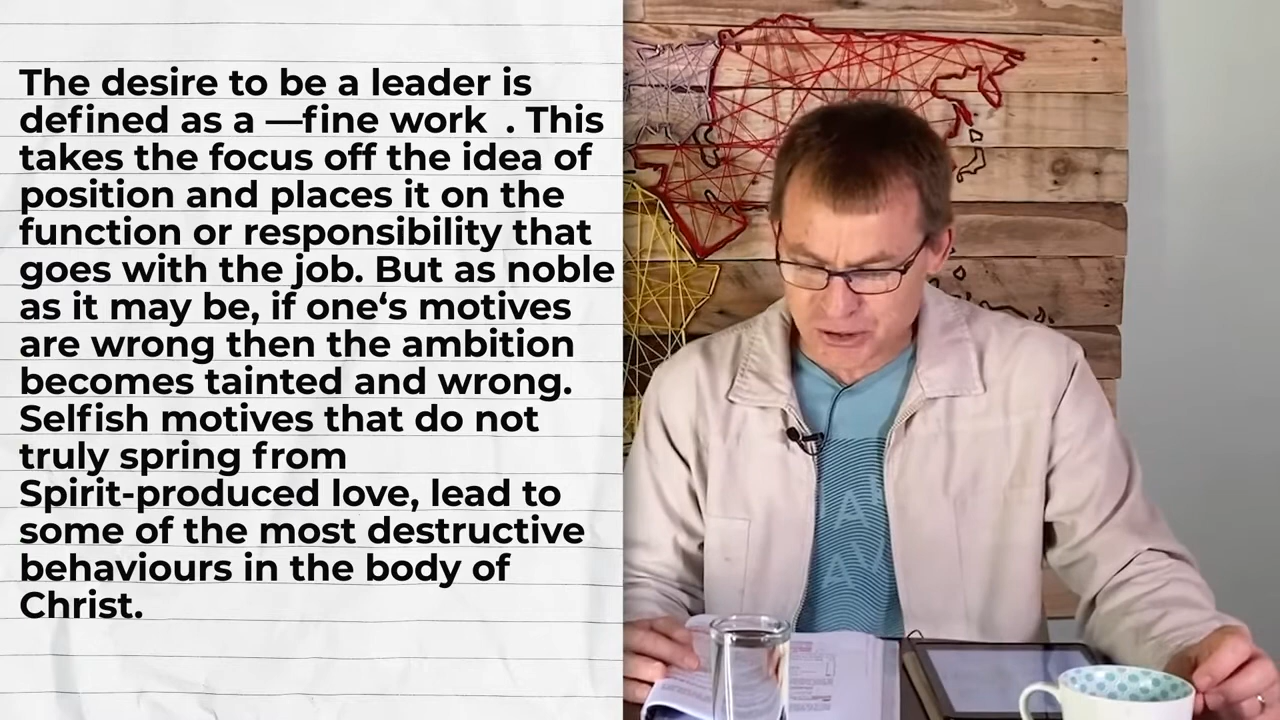 The desire to be a leader is
defined as a —fine work  . This
takes the focus off the idea of
position and places it on the
function or responsibility that
goes with the job. But as noble
as it may be, if one‘s motives
are wrong then the ambition
becomes tainted and wrong.
Selfish motives that do not
truly spring from
Spirit-produced love, lead to
some of the most destructive
behaviours in the body of
Christ.